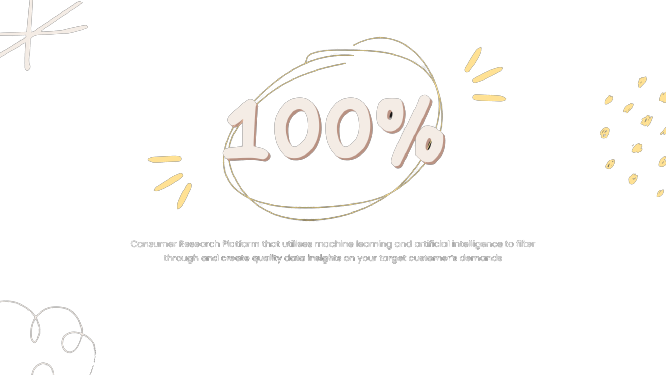 100%
Consumer Research Platform that utilises machine learning and artificial intelligence to filter
through and create quality data insights on your target customer's demands